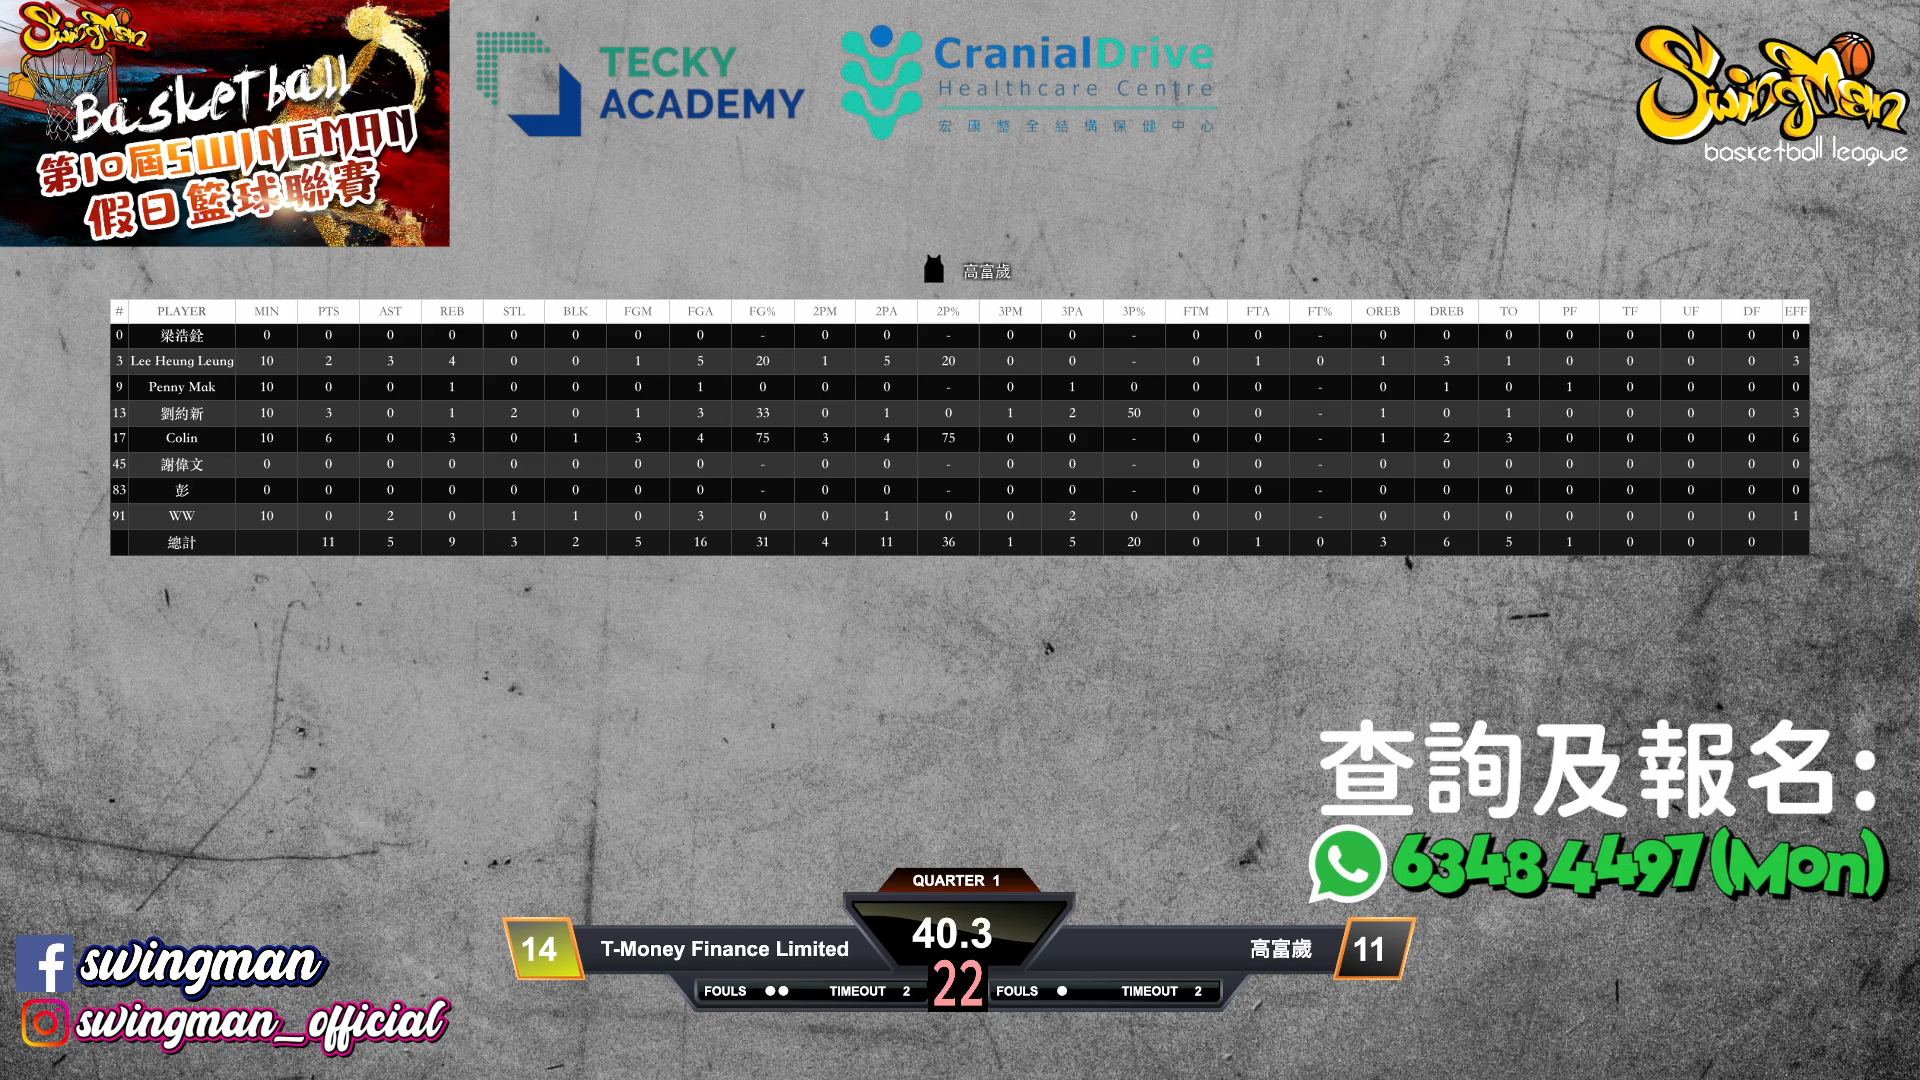 SwingMan
Basketball
第10屆SWINGMAN
假日籃球聯賽
TECKY
ACADEMY
CranialDrive
Healthcare Centre
宏康整全結構保健中心
SwingMan
basketball league
高富歲
# PLAYER MIN PTS AST REB STL BLK FGM FGA FG% 2PM 2PA 2P% 3PM 3PA 3P% FTM FTA FT% OREB DREB TO PF TF UF DF EFF
0 梁浩銓 0 0 0 0 0 0 0 0 - 0 0 - 0 0 - 0 0 - 0 0 0 0 0 0 0 0
3 Lee Heung Leung 10 2 3 4 0 0 1 5 20 1 5 20 0 0 - 0 1 0 1 3 1 0 0 0 0 3
9 Penny Mak 10 0 0 1 0 0 0 1 0 0 0 - 0 1 0 0 0 - 0 1 0 1 0 0 0 0
13 劉約新 10 3 0 1 2 0 1 3 33 0 1 0 1 2 50 0 0 - 1 0 1 0 0 0 0 3
17 Colin 10 6 0 3 0 1 3 4 75 3 4 75 0 0 - 0 0 - 1 2 3 0 0 0 0 6
45 謝偉文 0 0 0 0 0 0 0 0 - 0 0 - 0 0 - 0 0 - 0 0 0 0 0 0 0 0
83 彭 0 0 0 0 0 0 0 0 - 0 0 - 0 0 - 0 0 - 0 0 0 0 0 0 0 0
91 WW 10 0 2 0 1 1 0 3 0 0 1 0 0 2 0 0 0 - 0 0 0 0 0 0 0 1
總計 11 5 9 3 2 5 16 31 4 11 36 1 5 20 0 1 0 3 6 5 1 0 0 0
查詢及報名:
6348 4497 (Mon)
QUARTER 1
40.3
14 T-Money Finance Limited
高富歲 11
FOULS TIMEOUT 2
22
FOULS TIMEOUT 2
swingman
swingman_official